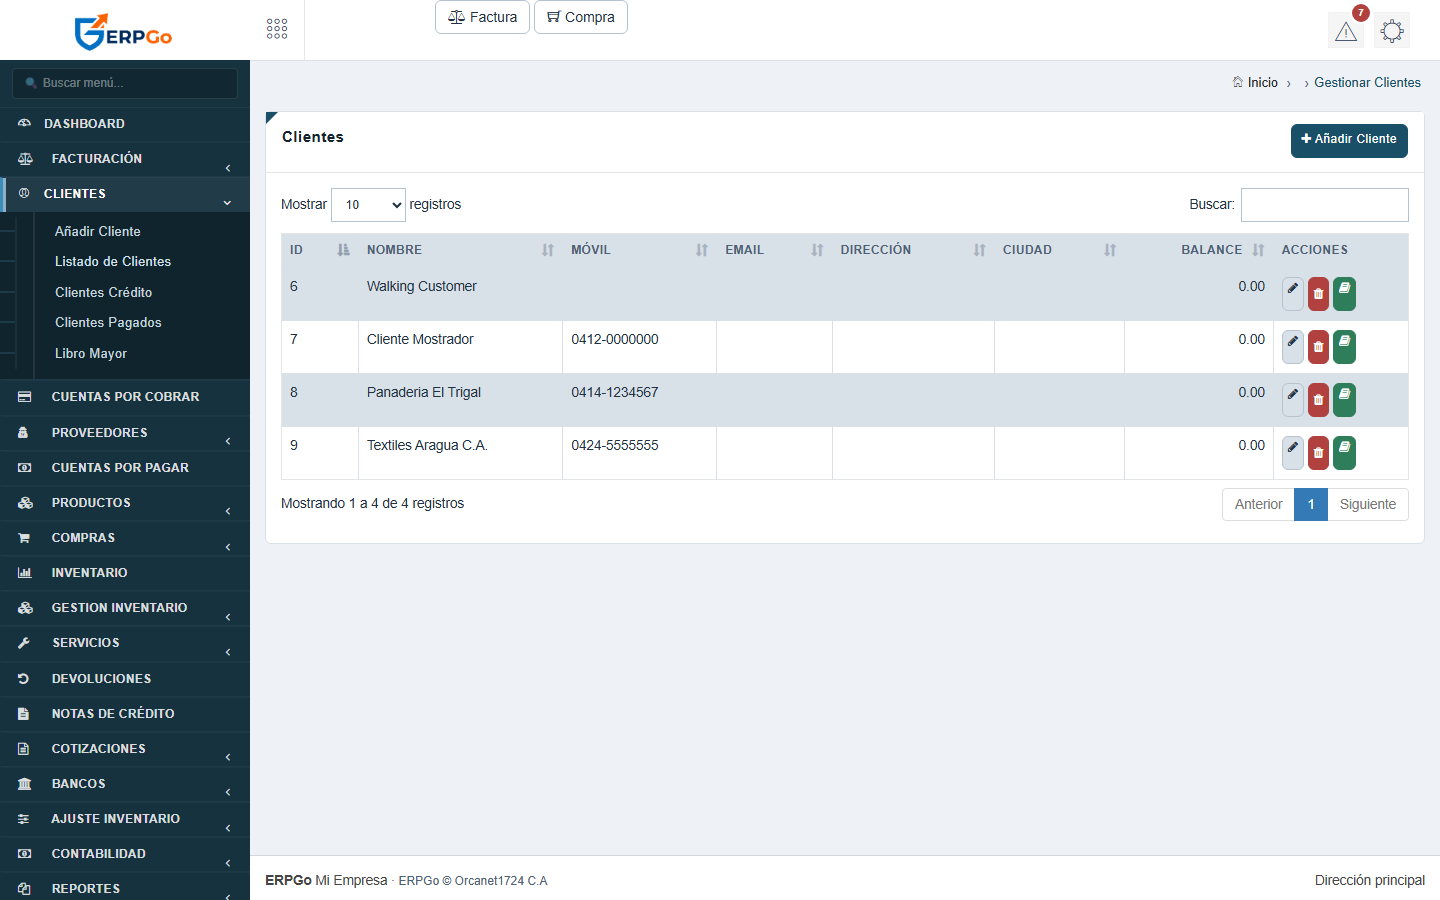 ERPGo
Factura
Compra
7
Buscar menú...
Inicio › › Gestionar Clientes
DASHBOARD
FACTURACIÓN
CLIENTES
Añadir Cliente
Listado de Clientes
Clientes Crédito
Clientes Pagados
Libro Mayor
CUENTAS POR COBRAR
PROVEEDORES
CUENTAS POR PAGAR
PRODUCTOS
COMPRAS
INVENTARIO
GESTION INVENTARIO
SERVICIOS
DEVOLUCIONES
NOTAS DE CRÉDITO
COTIZACIONES
BANCOS
AJUSTE INVENTARIO
CONTABILIDAD
REPORTES
Clientes
Añadir Cliente
Mostrar 10 registros
Buscar:
ID NOMBRE MÓVIL EMAIL DIRECCIÓN CIUDAD BALANCE ACCIONES
6 Walking Customer 0.00
7 Cliente Mostrador 0412-0000000 0.00
8 Panaderia El Trigal 0414-1234567 0.00
9 Textiles Aragua C.A. 0424-5555555 0.00
Mostrando 1 a 4 de 4 registros
Anterior 1 Siguiente
ERPGo Mi Empresa · ERPGo © Orcanet1724 C.A
Dirección principal